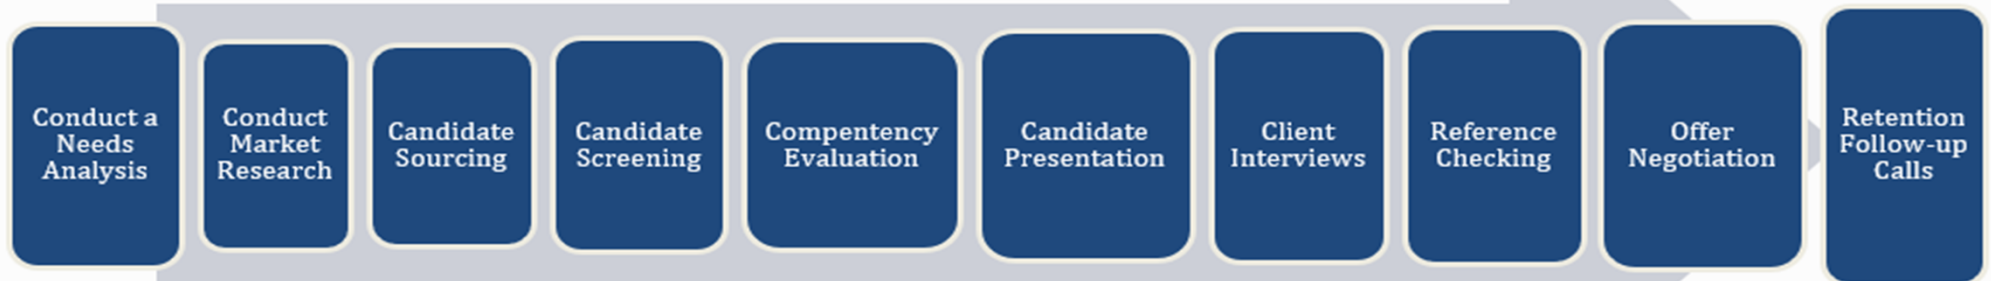 Conduct a
Needs
Analysis
Conduct
Market
Research
Candidate
Sourcing
Candidate
Screening
Compentency
Evaluation
Candidate
Presentation
Client
Interviews
Reference
Checking
Offer
Negotiation
Retention
Follow-up
Calls